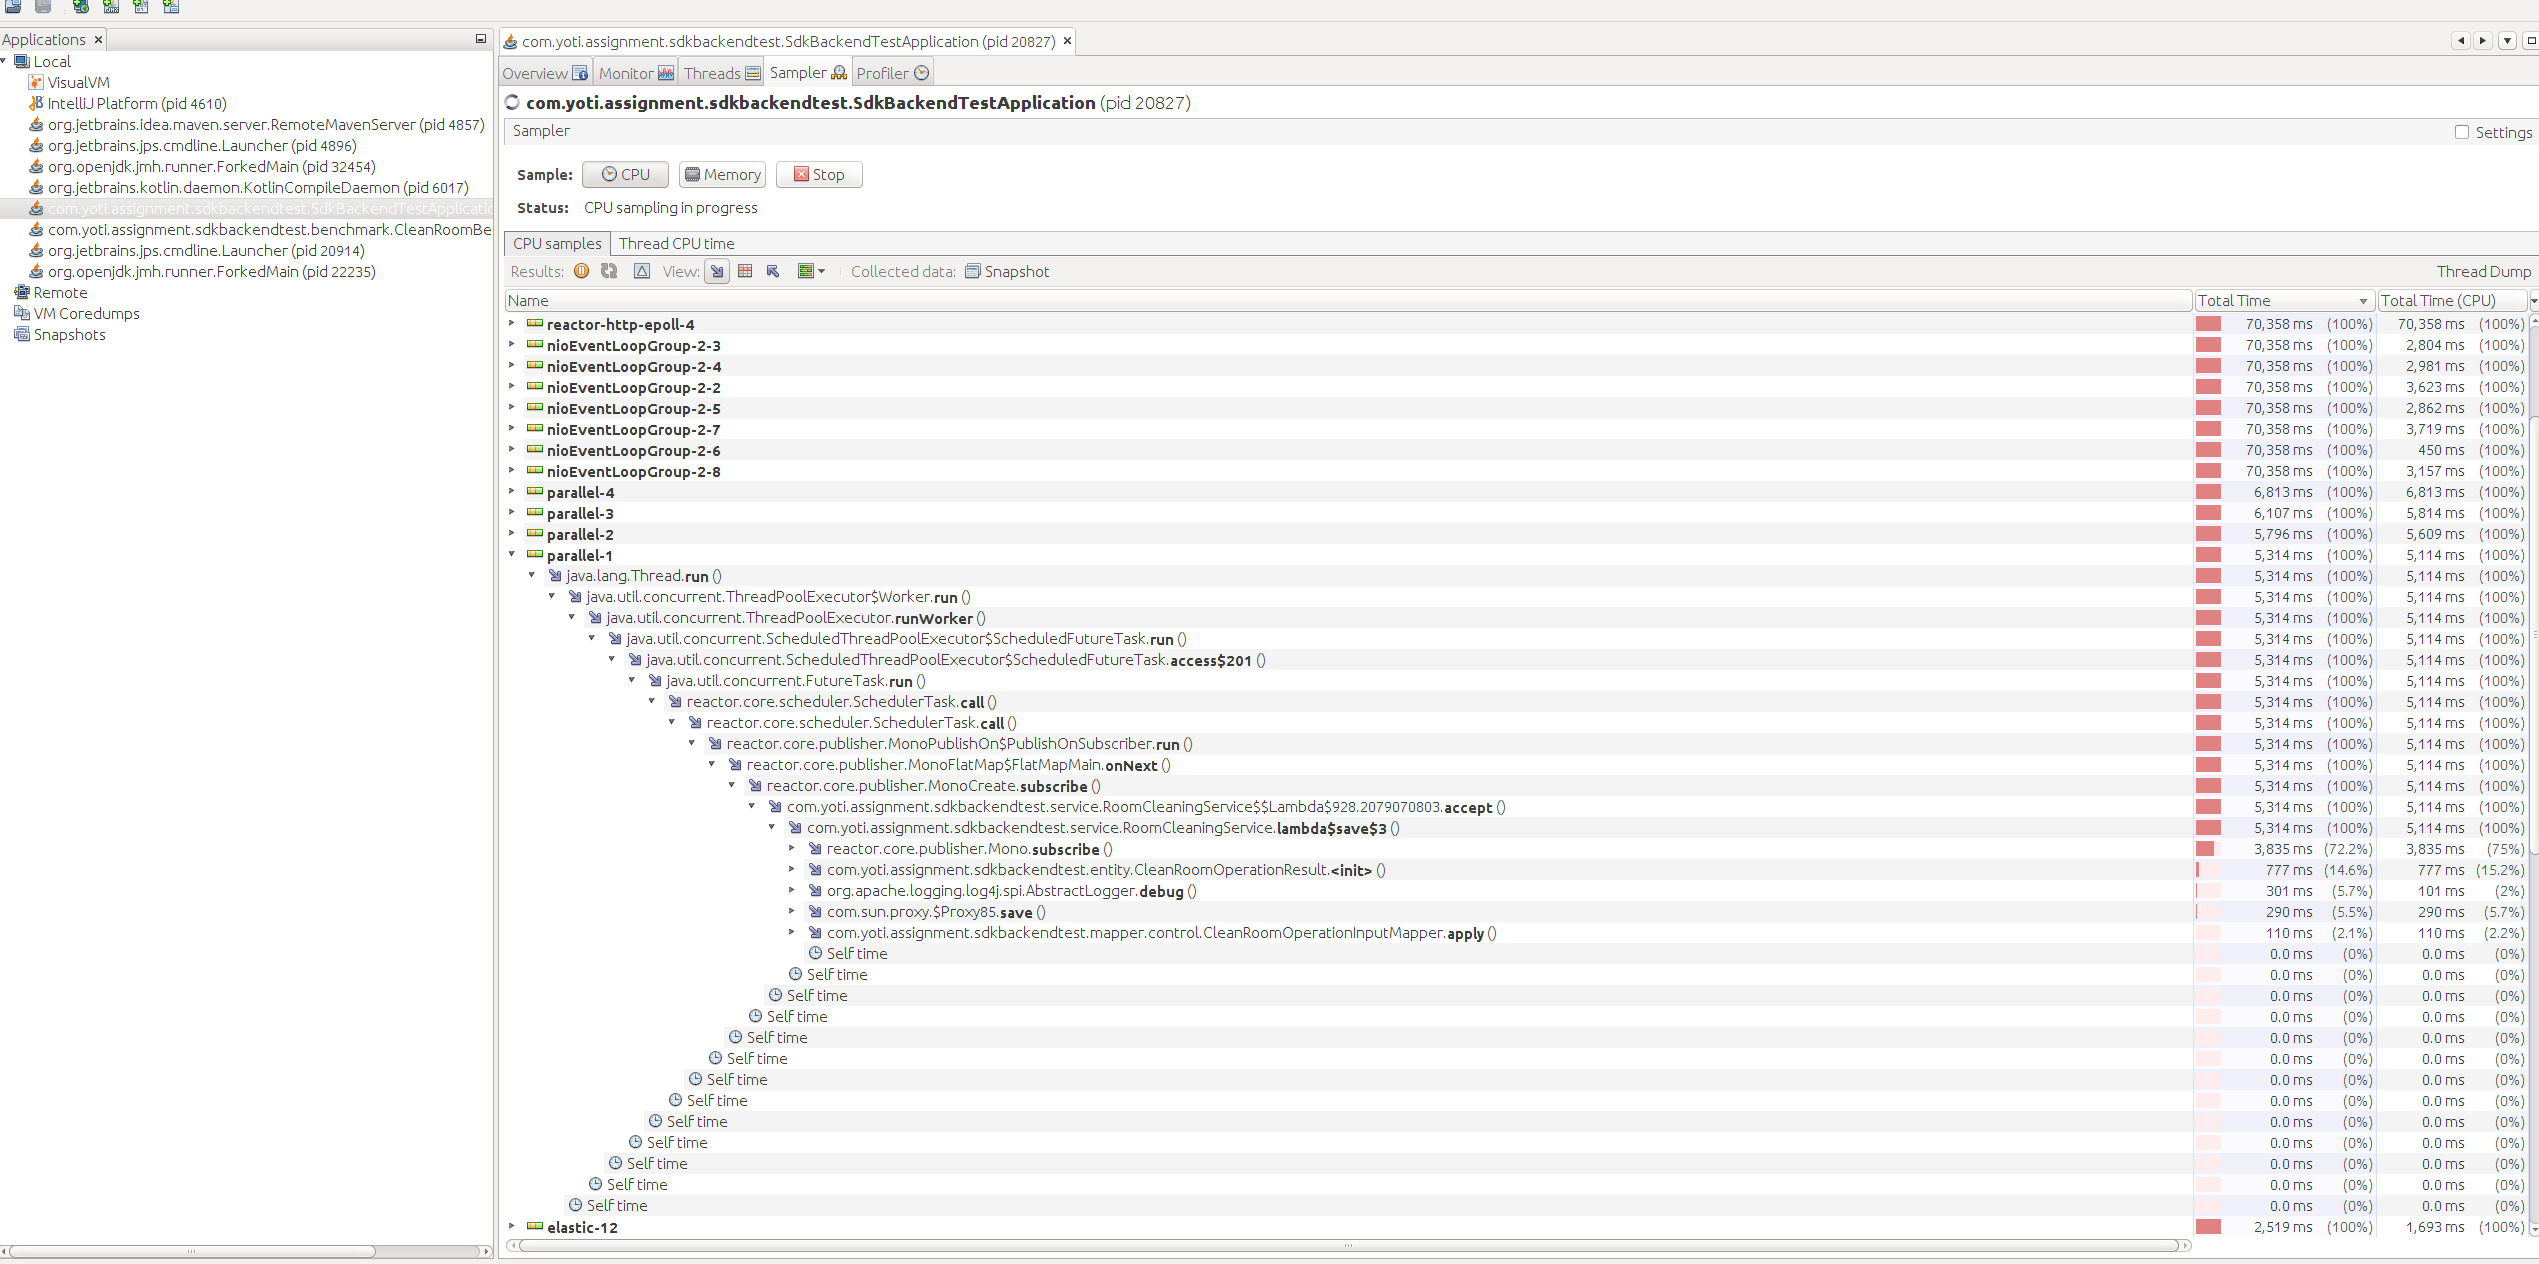 Applications
Local
VisualVM
IntelliJ Platform (pid 4610)
org.jetbrains.idea.maven.server.RemoteMavenServer (pid 4857)
org.jetbrains.jps.cmdline.Launcher (pid 4896)
org.openjdk.jmh.runner.ForkedMain (pid 32454)
org.jetbrains.kotlin.daemon.KotlinCompileDaemon (pid 6017)
com.yoti.assignment.sdkbackendtest.SdkBackendTestApplicatio
com.yoti.assignment.sdkbackendtest.benchmark.CleanRoomBe
org.jetbrains.jps.cmdline.Launcher (pid 20914)
org.openjdk.jmh.runner.ForkedMain (pid 22235)
Remote
VM Coredumps
Snapshots
com.yoti.assignment.sdkbackendtest.SdkBackendTestApplication (pid 20827)
Overview Monitor Threads Sampler Profiler
com.yoti.assignment.sdkbackendtest.SdkBackendTestApplication (pid 20827)
Sampler Settings
Sample: CPU Memory Stop
Status: CPU sampling in progress
CPU samples Thread CPU time
Results: View: Collected data: Snapshot Thread Dump
Name Total Time Total Time (CPU)
reactor-http-epoll-4 70,358 ms (100%) 70,358 ms (100%)
nioEventLoopGroup-2-3 70,358 ms (100%) 2,804 ms (100%)
nioEventLoopGroup-2-4 70,358 ms (100%) 2,981 ms (100%)
nioEventLoopGroup-2-2 70,358 ms (100%) 3,623 ms (100%)
nioEventLoopGroup-2-5 70,358 ms (100%) 2,862 ms (100%)
nioEventLoopGroup-2-7 70,358 ms (100%) 3,719 ms (100%)
nioEventLoopGroup-2-6 70,358 ms (100%) 450 ms (100%)
nioEventLoopGroup-2-8 70,358 ms (100%) 3,157 ms (100%)
parallel-4 6,813 ms (100%) 6,813 ms (100%)
parallel-3 6,107 ms (100%) 5,814 ms (100%)
parallel-2 5,796 ms (100%) 5,609 ms (100%)
parallel-1 5,314 ms (100%) 5,114 ms (100%)
java.lang.Thread.run () 5,314 ms (100%) 5,114 ms (100%)
java.util.concurrent.ThreadPoolExecutor$Worker.run () 5,314 ms (100%) 5,114 ms (100%)
java.util.concurrent.ThreadPoolExecutor.runWorker () 5,314 ms (100%) 5,114 ms (100%)
java.util.concurrent.ScheduledThreadPoolExecutor$ScheduledFutureTask.run () 5,314 ms (100%) 5,114 ms (100%)
java.util.concurrent.ScheduledThreadPoolExecutor$ScheduledFutureTask.access$201 () 5,314 ms (100%) 5,114 ms (100%)
java.util.concurrent.FutureTask.run () 5,314 ms (100%) 5,114 ms (100%)
reactor.core.scheduler.SchedulerTask.call () 5,314 ms (100%) 5,114 ms (100%)
reactor.core.scheduler.SchedulerTask.call () 5,314 ms (100%) 5,114 ms (100%)
reactor.core.publisher.MonoPublishOn$PublishOnSubscriber.run () 5,314 ms (100%) 5,114 ms (100%)
reactor.core.publisher.MonoFlatMap$FlatMapMain.onNext () 5,314 ms (100%) 5,114 ms (100%)
reactor.core.publisher.MonoCreate.subscribe () 5,314 ms (100%) 5,114 ms (100%)
com.yoti.assignment.sdkbackendtest.service.RoomCleaningService$$Lambda$928.2079070803.accept () 5,314 ms (100%) 5,114 ms (100%)
com.yoti.assignment.sdkbackendtest.service.RoomCleaningService.lambda$save$3 () 5,314 ms (100%) 5,114 ms (100%)
reactor.core.publisher.Mono.subscribe () 3,835 ms (72.2%) 3,835 ms (75%)
com.yoti.assignment.sdkbackendtest.entity.CleanRoomOperationResult.<init> () 777 ms (14.6%) 777 ms (15.2%)
org.apache.logging.log4j.spi.AbstractLogger.debug () 301 ms (5.7%) 101 ms (2%)
com.sun.proxy.$Proxy85.save () 290 ms (5.5%) 290 ms (5.7%)
com.yoti.assignment.sdkbackendtest.mapper.control.CleanRoomOperationInputMapper.apply () 110 ms (2.1%) 110 ms (2.2%)
Self time 0.0 ms (0%) 0.0 ms (0%)
Self time 0.0 ms (0%) 0.0 ms (0%)
Self time 0.0 ms (0%) 0.0 ms (0%)
Self time 0.0 ms (0%) 0.0 ms (0%)
Self time 0.0 ms (0%) 0.0 ms (0%)
Self time 0.0 ms (0%) 0.0 ms (0%)
Self time 0.0 ms (0%) 0.0 ms (0%)
Self time 0.0 ms (0%) 0.0 ms (0%)
Self time 0.0 ms (0%) 0.0 ms (0%)
Self time 0.0 ms (0%) 0.0 ms (0%)
Self time 0.0 ms (0%) 0.0 ms (0%)
Self time 0.0 ms (0%) 0.0 ms (0%)
Self time 0.0 ms (0%) 0.0 ms (0%)
elastic-12 2,519 ms (100%) 1,693 ms (100%)